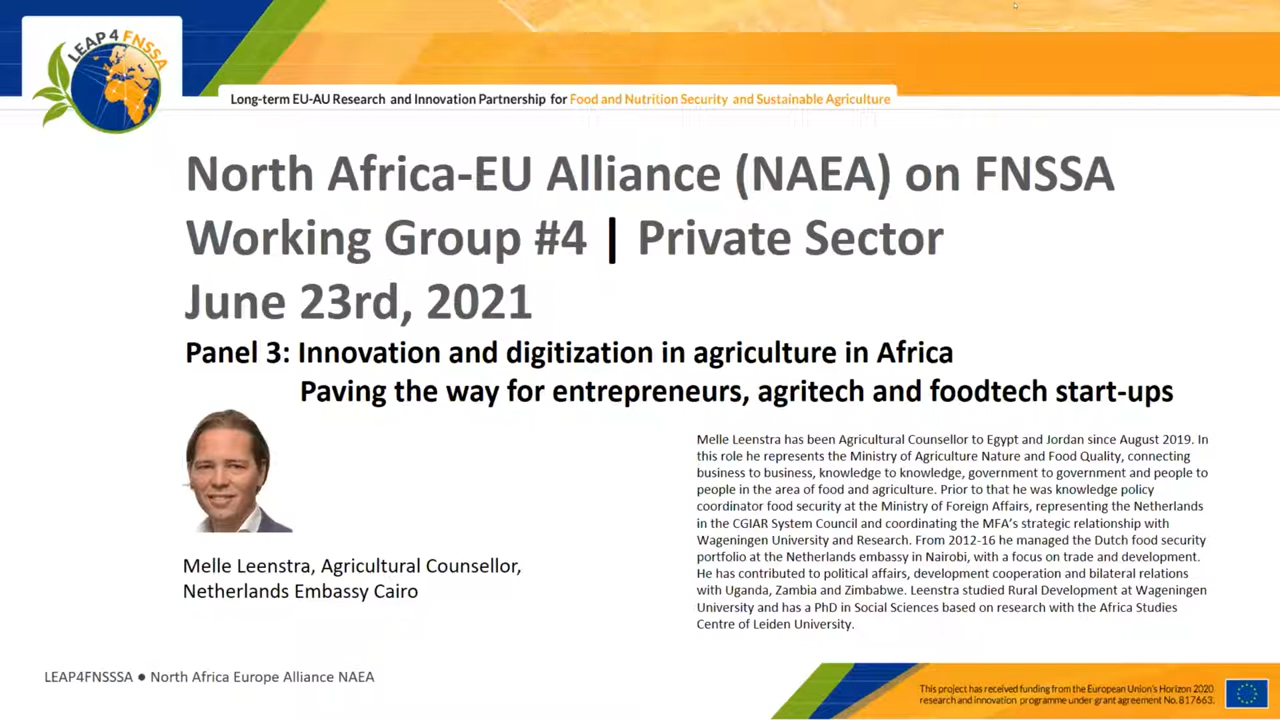 LEAP4 FNSSA
Long-term EU-AU Research and Innovation Partnership for Food and Nutrition Security and Sustainable Agriculture
North Africa-EU Alliance (NAEA) on FNSSA
Working Group #4 | Private Sector
June 23rd, 2021
Panel 3: Innovation and digitization in agriculture in Africa
Paving the way for entrepreneurs, agritech and foodtech start-ups
Melle Leenstra, Agricultural Counsellor,
Netherlands Embassy Cairo
Melle Leenstra has been Agricultural Counsellor to Egypt and Jordan since August 2019. In
this role he represents the Ministry of Agriculture Nature and Food Quality, connecting
business to business, knowledge to knowledge, government to government and people to
people in the area of food and agriculture. Prior to that he was knowledge policy
coordinator food security at the Ministry of Foreign Affairs, representing the Netherlands
in the CGIAR System Council and coordinating the MFA's strategic relationship with
Wageningen University and Research. From 2012-16 he managed the Dutch food security
portfolio at the Netherlands embassy in Nairobi, with a focus on trade and development.
He has contributed to political affairs, development cooperation and bilateral relations
with Uganda, Zambia and Zimbabwe. Leenstra studied Rural Development at Wageningen
University and has a PhD in Social Sciences based on research with the Africa Studies
Centre of Leiden University.
LEAP4FNSSSA ● North Africa Europe Alliance NAEA
This project has received funding from the European Union's Horizon 2020
research and innovation programme under grant agreement No. 817663.